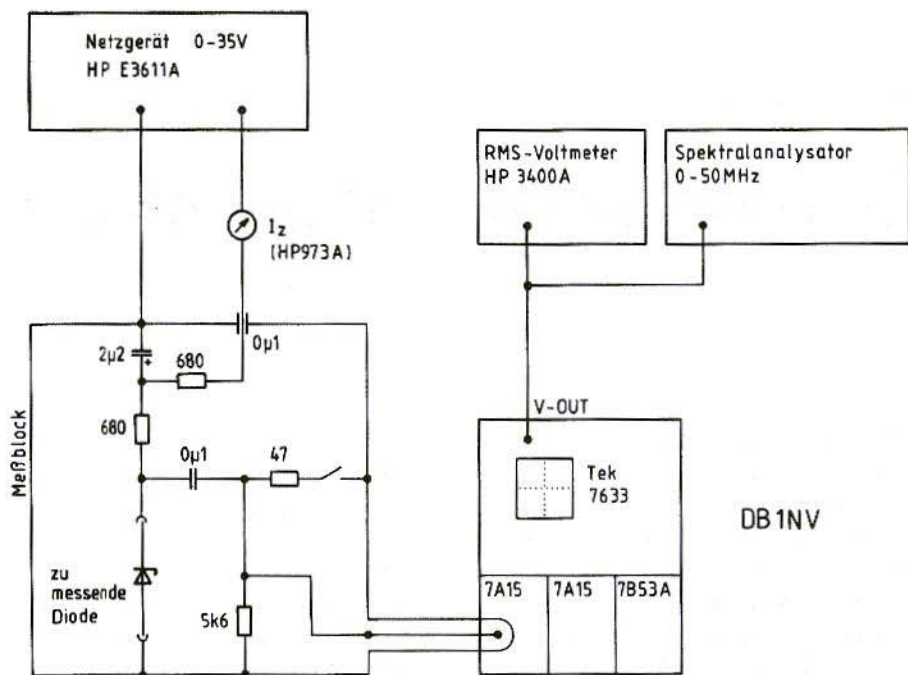 Netzgerät 0-35V
HP E3611A
RMS-Voltmeter
HP 3400A
Spektralanalysator
0-50MHz
Iz
(HP973A)
0µ1
2µ2
+
680
680
V-OUT
Meßblock
0µ1
47
Tek
7633
DB1NV
zu
messende
Diode
5k6
7A15
7A15
7B53A